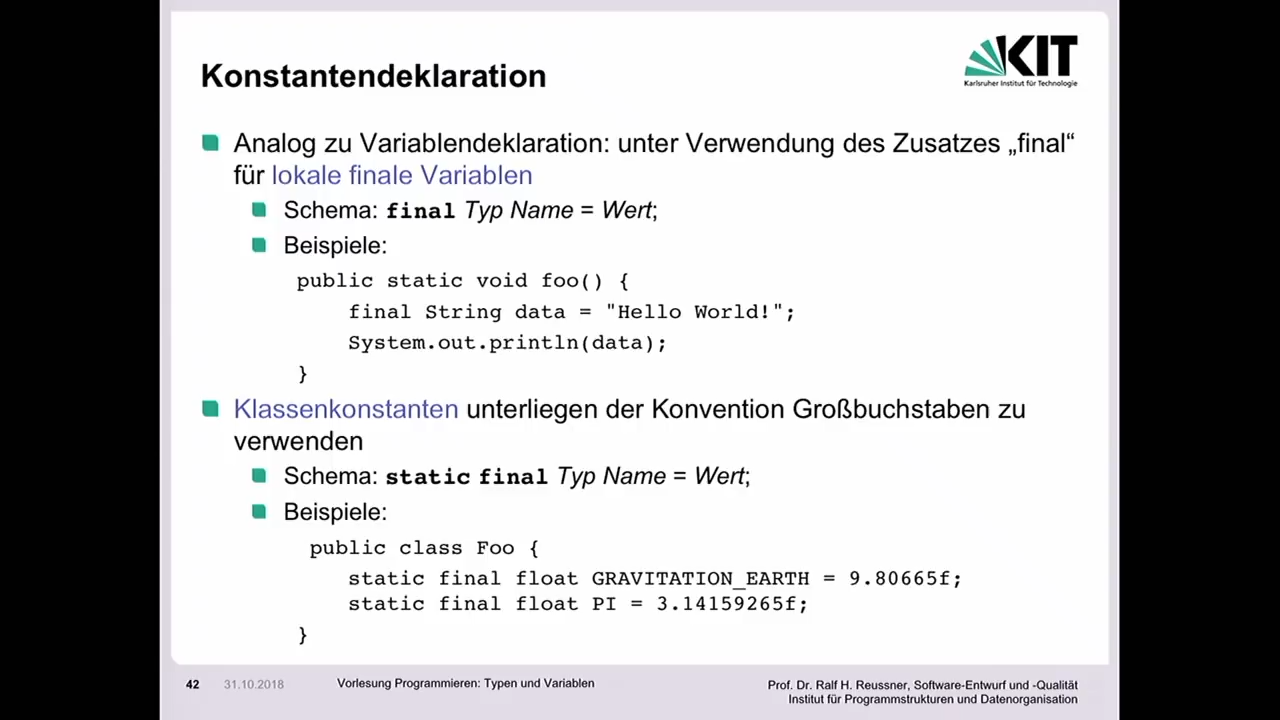 KIT
Karlsruher Institut für Technologie
Konstantendeklaration
Analog zu Variablendeklaration: unter Verwendung des Zusatzes „final“
für lokale finale Variablen
Schema: final Typ Name = Wert;
Beispiele:
public static void foo() {
    final String data = "Hello World!";
    System.out.println(data);
}
Klassenkonstanten unterliegen der Konvention Großbuchstaben zu
verwenden
Schema: static final Typ Name = Wert;
Beispiele:
public class Foo {
    static final float GRAVITATION_EARTH = 9.80665f;
    static final float PI = 3.14159265f;
}
42 31.10.2018 Vorlesung Programmieren: Typen und Variablen Prof. Dr. Ralf H. Reussner, Software-Entwurf und -Qualität
Institut für Programmstrukturen und Datenorganisation